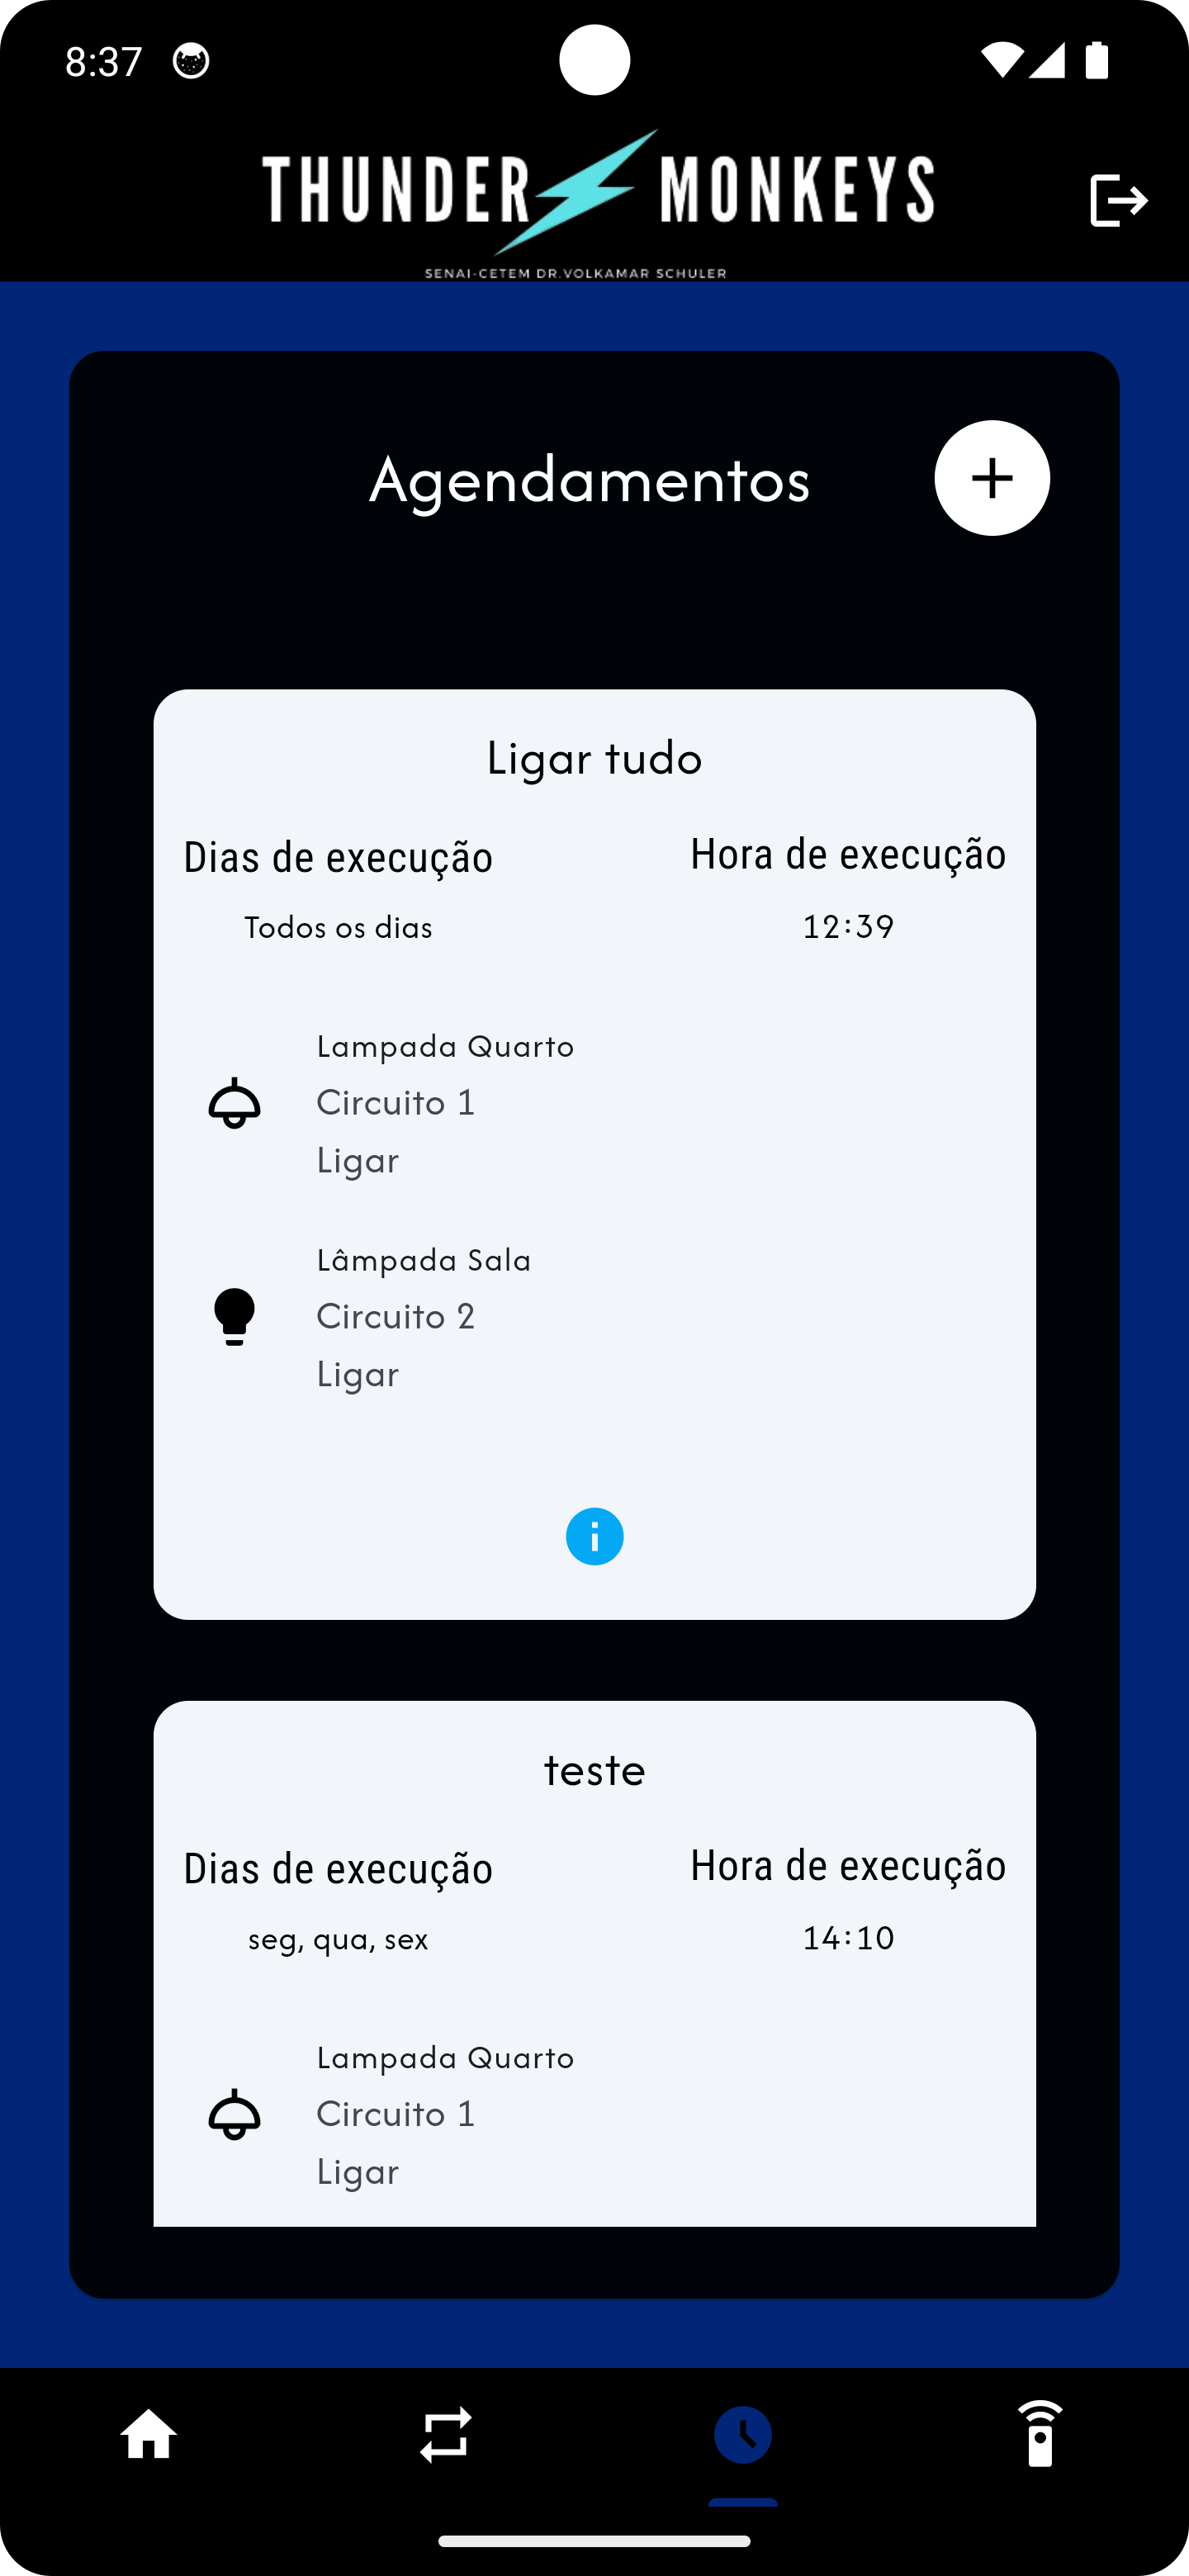 8:37
THUNDER MONKEYS
SENAI-CETEM DR.VOLKAMAR SCHULER
Agendamentos
Ligar tudo
Dias de execução
Hora de execução
Todos os dias
12:39
Lampada Quarto
Circuito 1
Ligar
Lâmpada Sala
Circuito 2
Ligar
teste
Dias de execução
Hora de execução
seg, qua, sex
14:10
Lampada Quarto
Circuito 1
Ligar